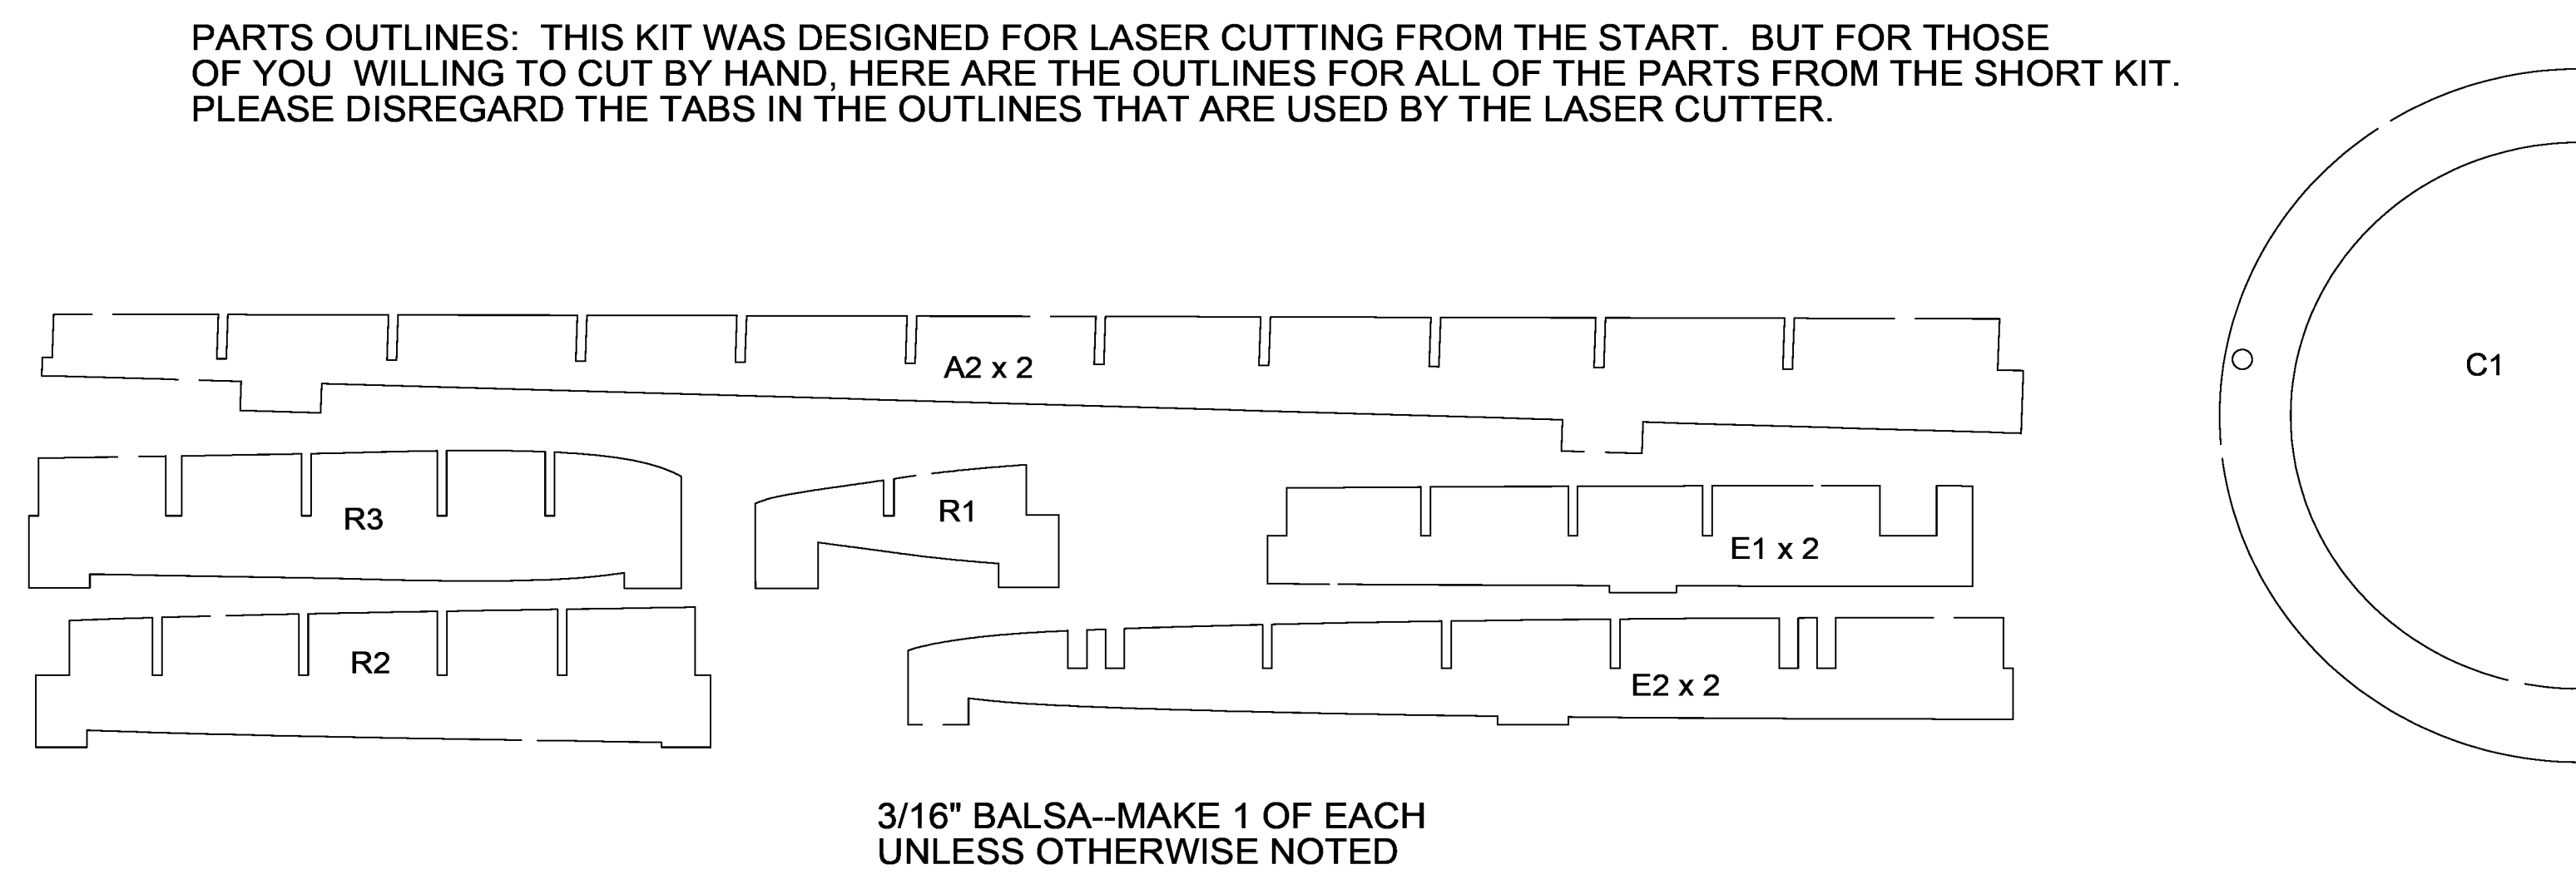 PARTS OUTLINES:  THIS KIT WAS DESIGNED FOR LASER CUTTING FROM THE START.  BUT FOR THOSE
OF YOU  WILLING TO CUT BY HAND, HERE ARE THE OUTLINES FOR ALL OF THE PARTS FROM THE SHORT KIT.
PLEASE DISREGARD THE TABS IN THE OUTLINES THAT ARE USED BY THE LASER CUTTER.
A2 x 2
C1
R3
R1
E1 x 2
R2
E2 x 2
3/16" BALSA--MAKE 1 OF EACH
UNLESS OTHERWISE NOTED